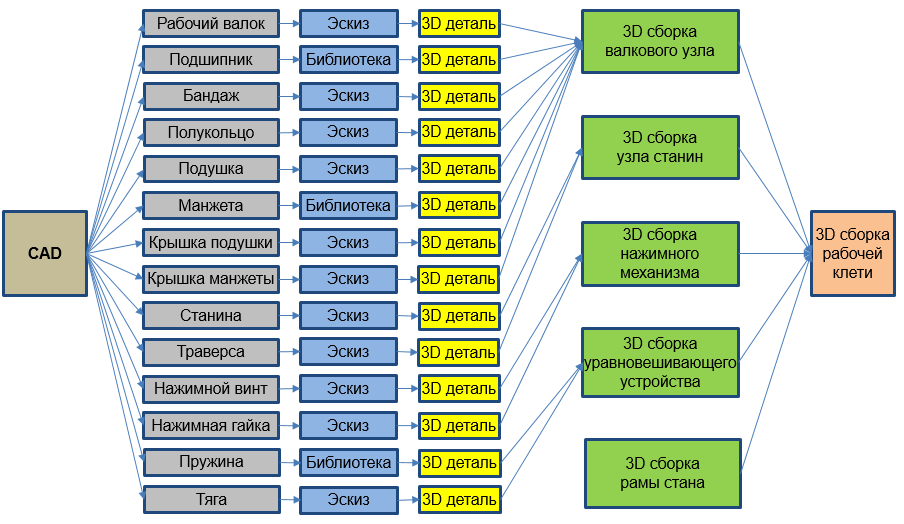 CAD
Рабочий валок
Эскиз
3D деталь
Подшипник
Библиотека
3D деталь
Бандаж
Эскиз
3D деталь
Полукольцо
Эскиз
3D деталь
Подушка
Эскиз
3D деталь
Манжета
Библиотека
3D деталь
Крышка подушки
Эскиз
3D деталь
Крышка манжеты
Эскиз
3D деталь
Станина
Эскиз
3D деталь
Траверса
Эскиз
3D деталь
Нажимной винт
Эскиз
3D деталь
Нажимная гайка
Эскиз
3D деталь
Пружина
Библиотека
3D деталь
Тяга
Эскиз
3D деталь
3D сборка
валкового узла
3D сборка
узла станин
3D сборка
нажимного
механизма
3D сборка
уравновешивающего
устройства
3D сборка
рамы стана
3D сборка
рабочей
клети